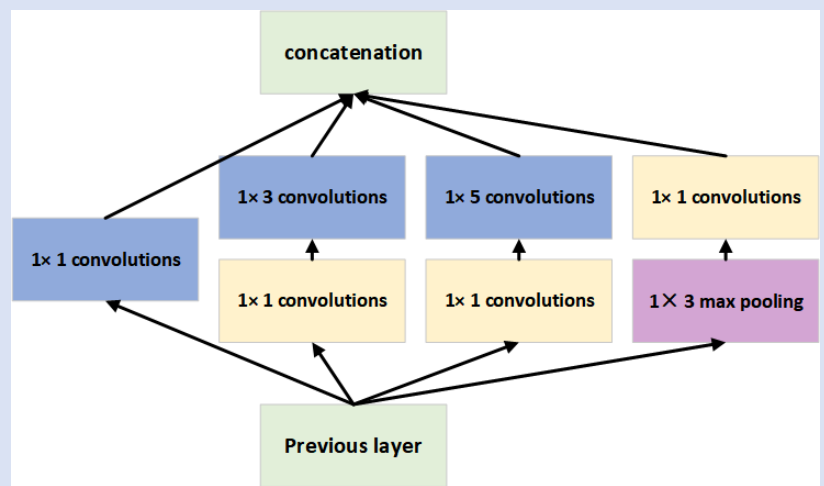 concatenation
1× 3 convolutions
1× 5 convolutions
1× 1 convolutions
1× 1 convolutions
1× 1 convolutions
1× 1 convolutions
1× 3 max pooling
Previous layer